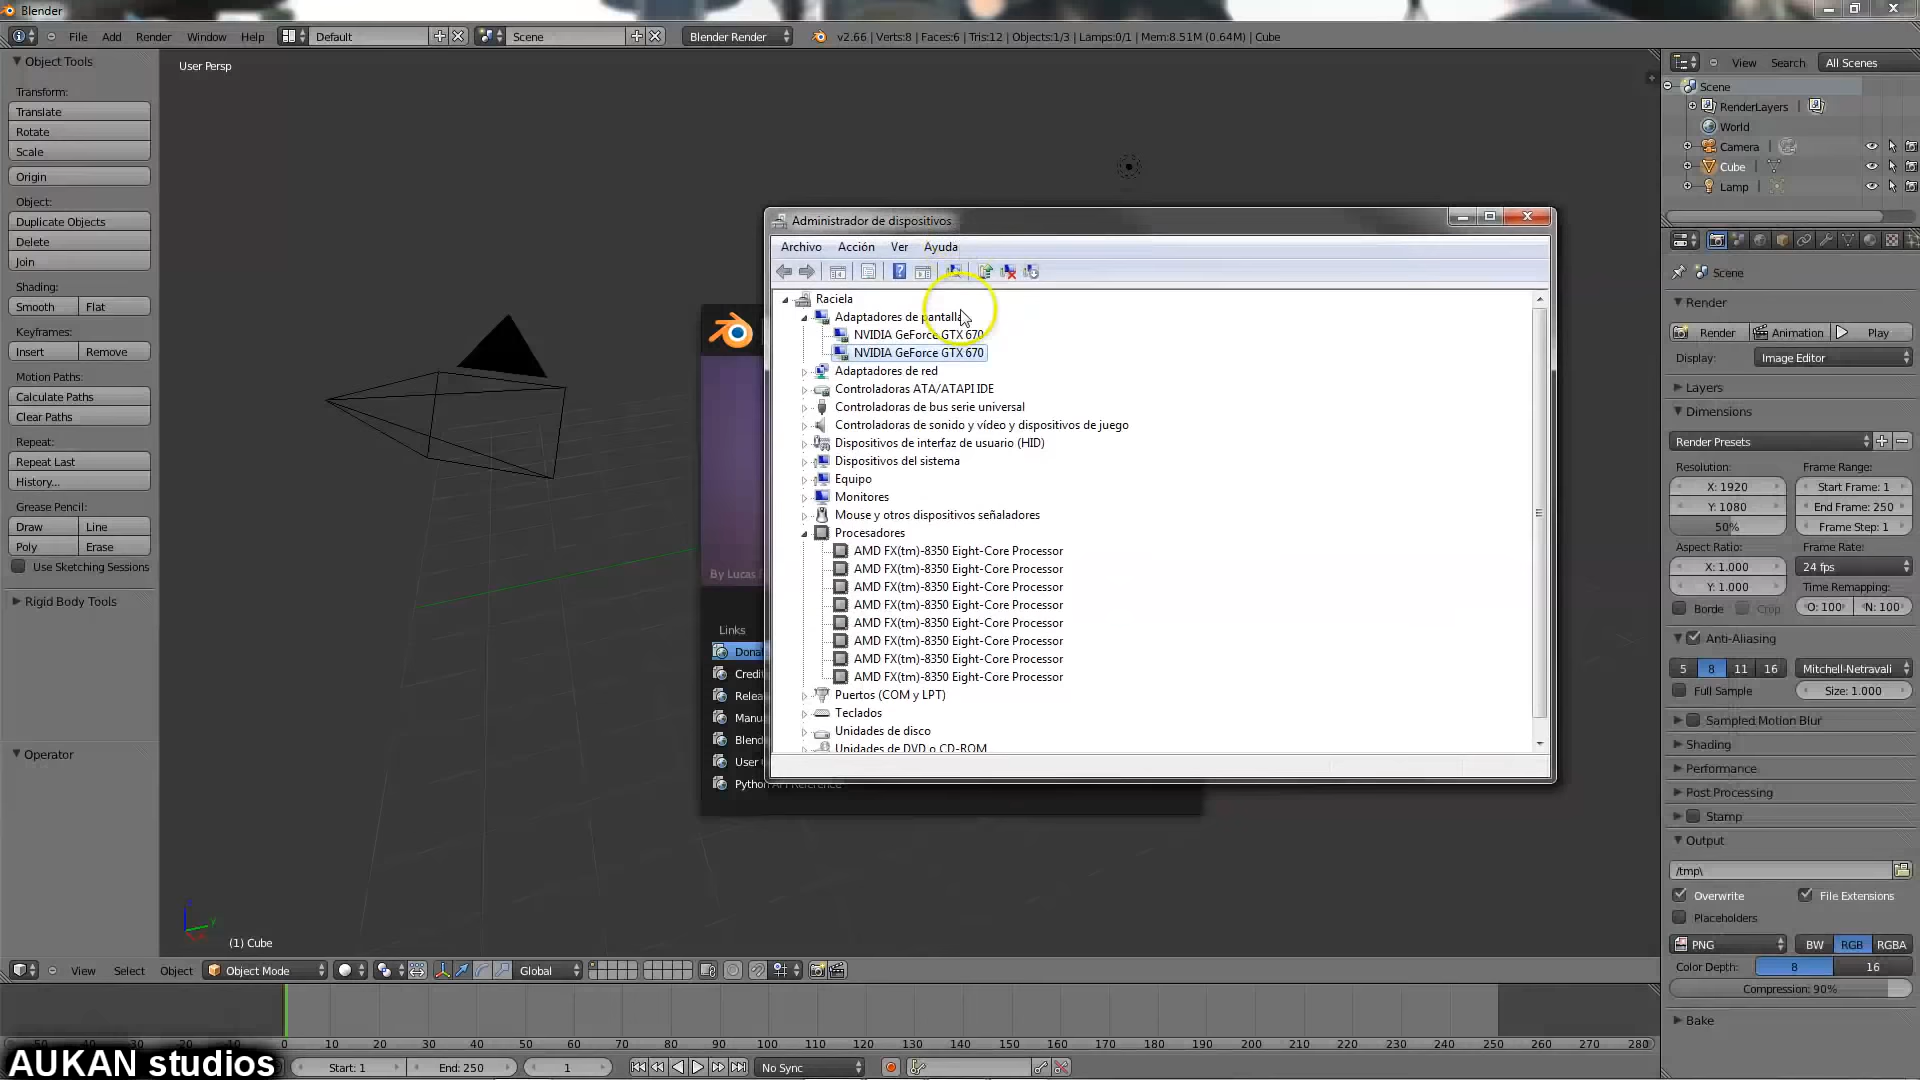 Blender
File Add Render Window Help Default Scene Blender Render v2.66 | Verts:8 | Faces:6 | Tris:12 | Objects:1/3 | Lamps:0/1 | Mem:8.51M (0.64M) | Cube
Object Tools
Transform:
Translate
Rotate
Scale
Origin
Object:
Duplicate Objects
Delete
Join
Shading:
Smooth Flat
Keyframes:
Insert Remove
Motion Paths:
Calculate Paths
Clear Paths
Repeat:
Repeat Last
History...
Grease Pencil:
Draw Line
Poly Erase
Use Sketching Sessions
Rigid Body Tools
Operator
User Persp
(1) Cube
By Lucas
Links
Python API Reference
Administrador de dispositivos
Archivo Acción Ver Ayuda
Raciela
Adaptadores de pantalla
NVIDIA GeForce GTX 670
NVIDIA GeForce GTX 670
Adaptadores de red
Controladoras ATA/ATAPI IDE
Controladoras de bus serie universal
Controladoras de sonido y vídeo y dispositivos de juego
Dispositivos de interfaz de usuario (HID)
Dispositivos del sistema
Equipo
Monitores
Mouse y otros dispositivos señaladores
Procesadores
AMD FX(tm)-8350 Eight-Core Processor
AMD FX(tm)-8350 Eight-Core Processor
AMD FX(tm)-8350 Eight-Core Processor
AMD FX(tm)-8350 Eight-Core Processor
AMD FX(tm)-8350 Eight-Core Processor
AMD FX(tm)-8350 Eight-Core Processor
AMD FX(tm)-8350 Eight-Core Processor
AMD FX(tm)-8350 Eight-Core Processor
Puertos (COM y LPT)
Teclados
Unidades de disco
Unidades de DVD o CD-ROM
View Search All Scenes
Scene
RenderLayers
World
Camera
Cube
Lamp
Scene
Render
Render Animation Play
Display: Image Editor
Layers
Dimensions
Render Presets
Resolution: Frame Range:
X: 1920 Start Frame: 1
Y: 1080 End Frame: 250
50% Frame Step: 1
Aspect Ratio: Frame Rate:
X: 1.000 24 fps
Y: 1.000 Time Remapping:
Borde Crop O: 100 N: 100
Anti-Aliasing
5 8 11 16 Mitchell-Netravali
Full Sample Size: 1.000
Sampled Motion Blur
Shading
Performance
Post Processing
Stamp
Output
/tmp\
Overwrite File Extensions
Placeholders
PNG BW RGB RGBA
Color Depth: 8 16
Compression: 90%
Bake
View Select Object Object Mode Global
0 10 20 30 40 50 60 70 80 90 100 110 120 130 140 150 160 170 180 190 200 210 220 230 240 250 260 270 280
AUKAN studios
Start: 1 End: 250 1 No Sync